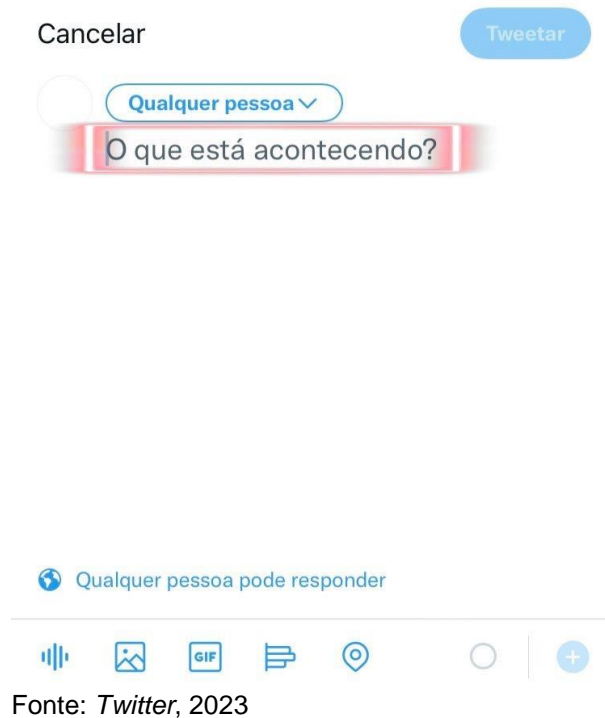 Cancelar
Tweetar
Qualquer pessoa
O que está acontecendo?
Qualquer pessoa pode responder
GIF
Fonte: Twitter, 2023